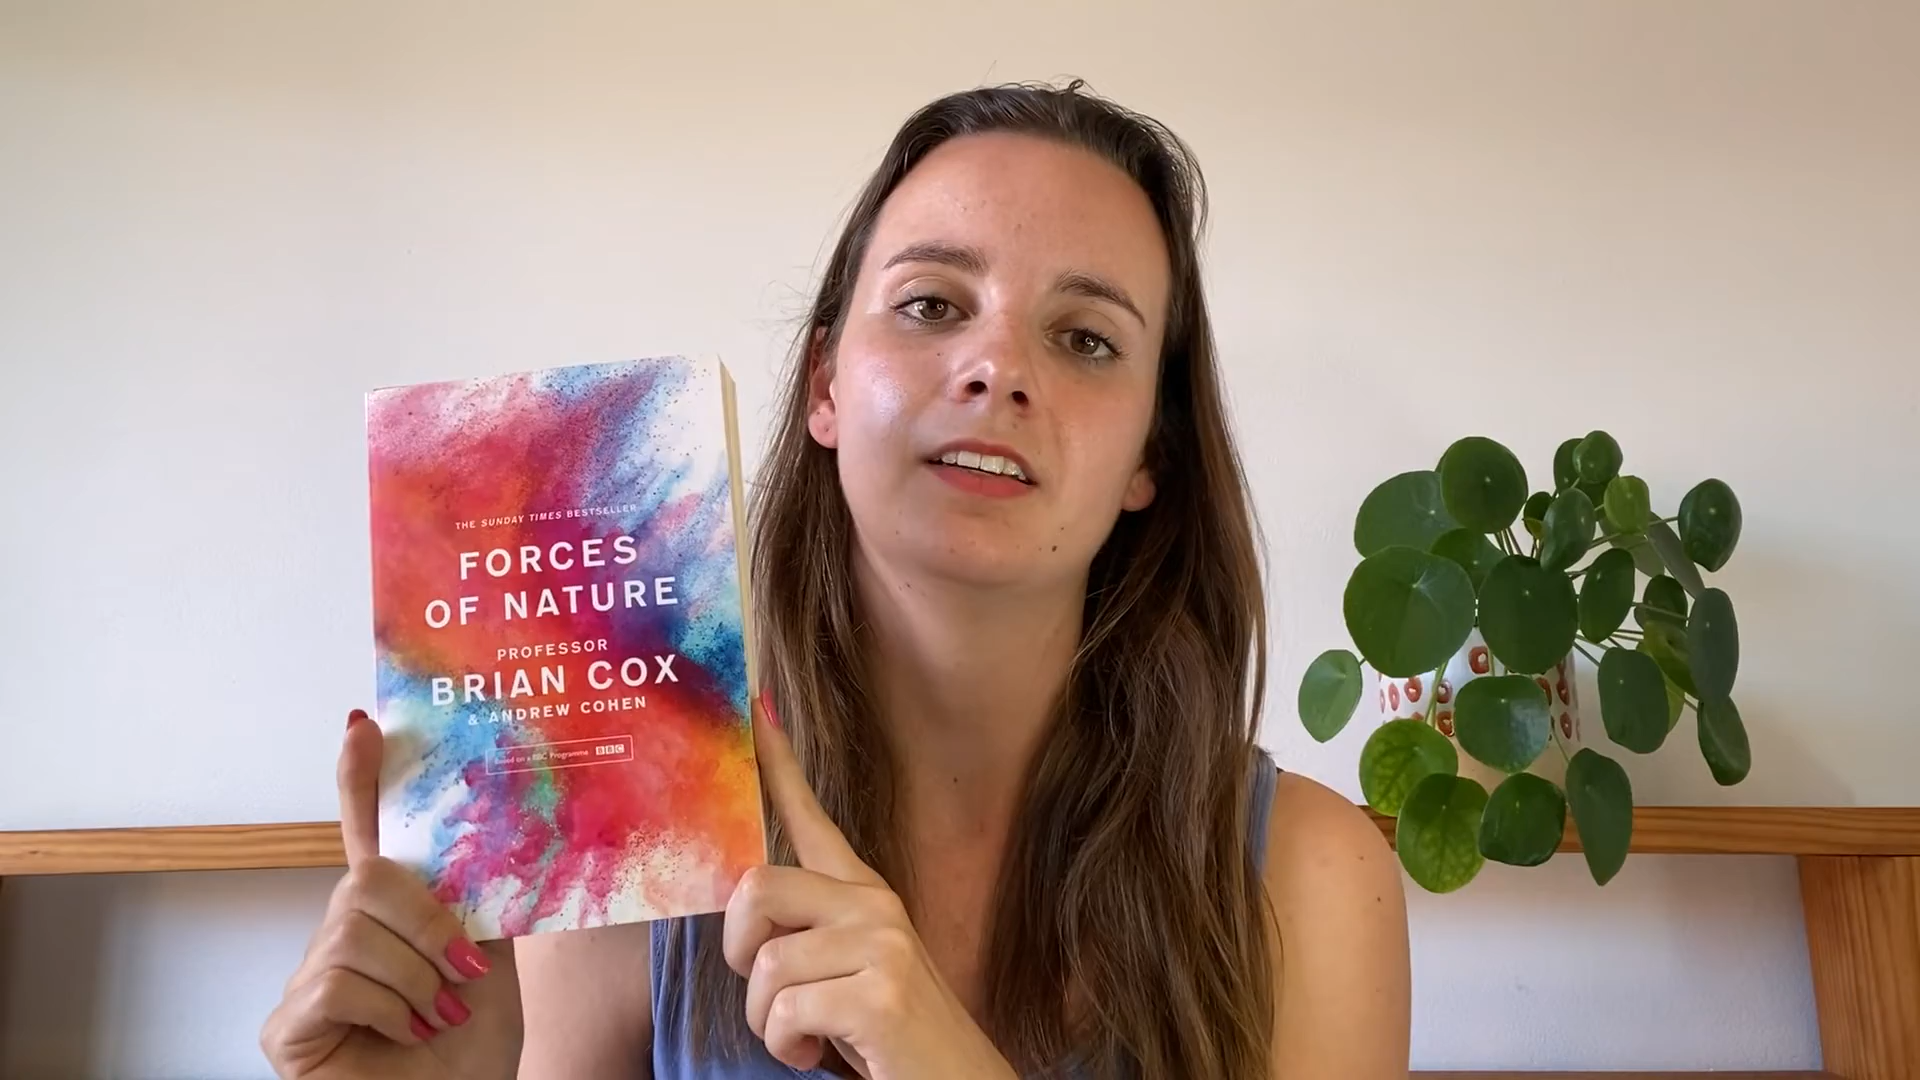 THE SUNDAY TIMES BESTSELLER
FORCES
OF NATURE
PROFESSOR
BRIAN COX
& ANDREW COHEN
Based on a BBC Programme BBC